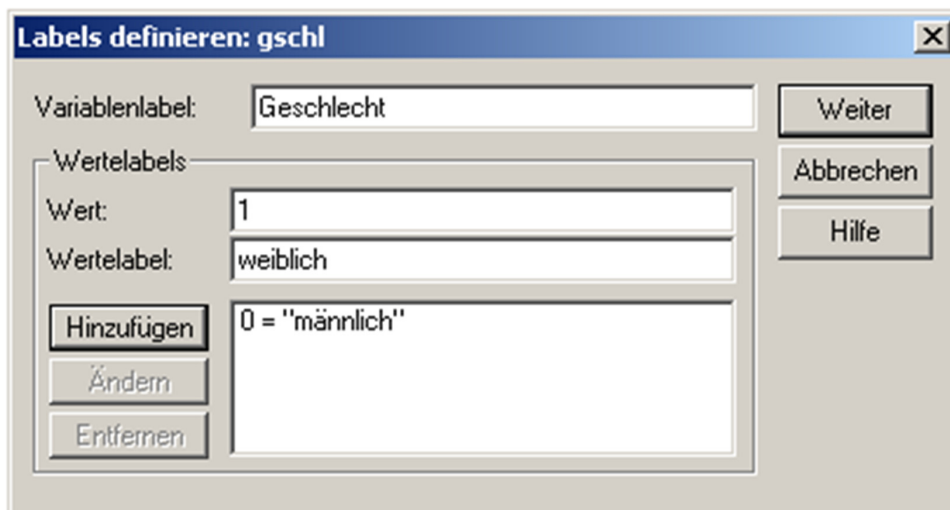 Labels definieren: gschl
Variablenlabel: Geschlecht
Weiter
Wertelabels
Abbrechen
Wert: 1
Hilfe
Wertelabel: weiblich
Hinzufügen
0 = "männlich"
Ändern
Entfernen